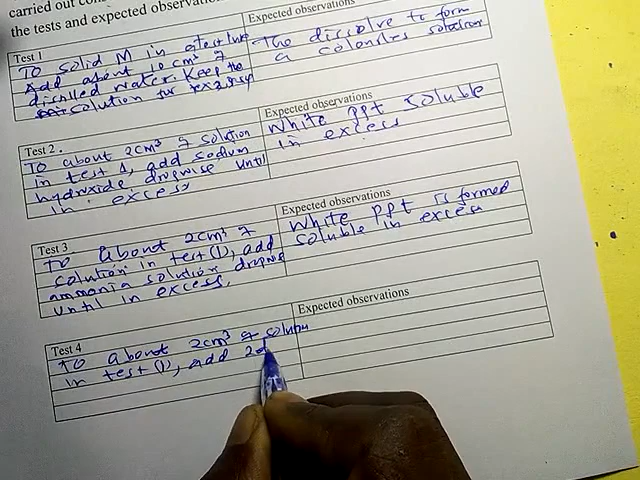 carried out con
the tests and expected observation
Test 1
To solid M in a test tube
Add about 10 cm³ of
distilled water. Keep the
solution for
Expected observations
The dissolve to form
a colourless solution
Test 2.
To about 2cm³ of solution
in test 1, add sodium
hydroxide dropwise until
in excess
Expected observations
White ppt soluble
in excess
Test 3
To about 2cm³ of
solution in test (1), add
ammonia solution dropwise
until in excess.
Expected observations
White ppt is formed
soluble in excess
Test 4
To about 2cm³ of solution
in test (1), add 2
Expected observations